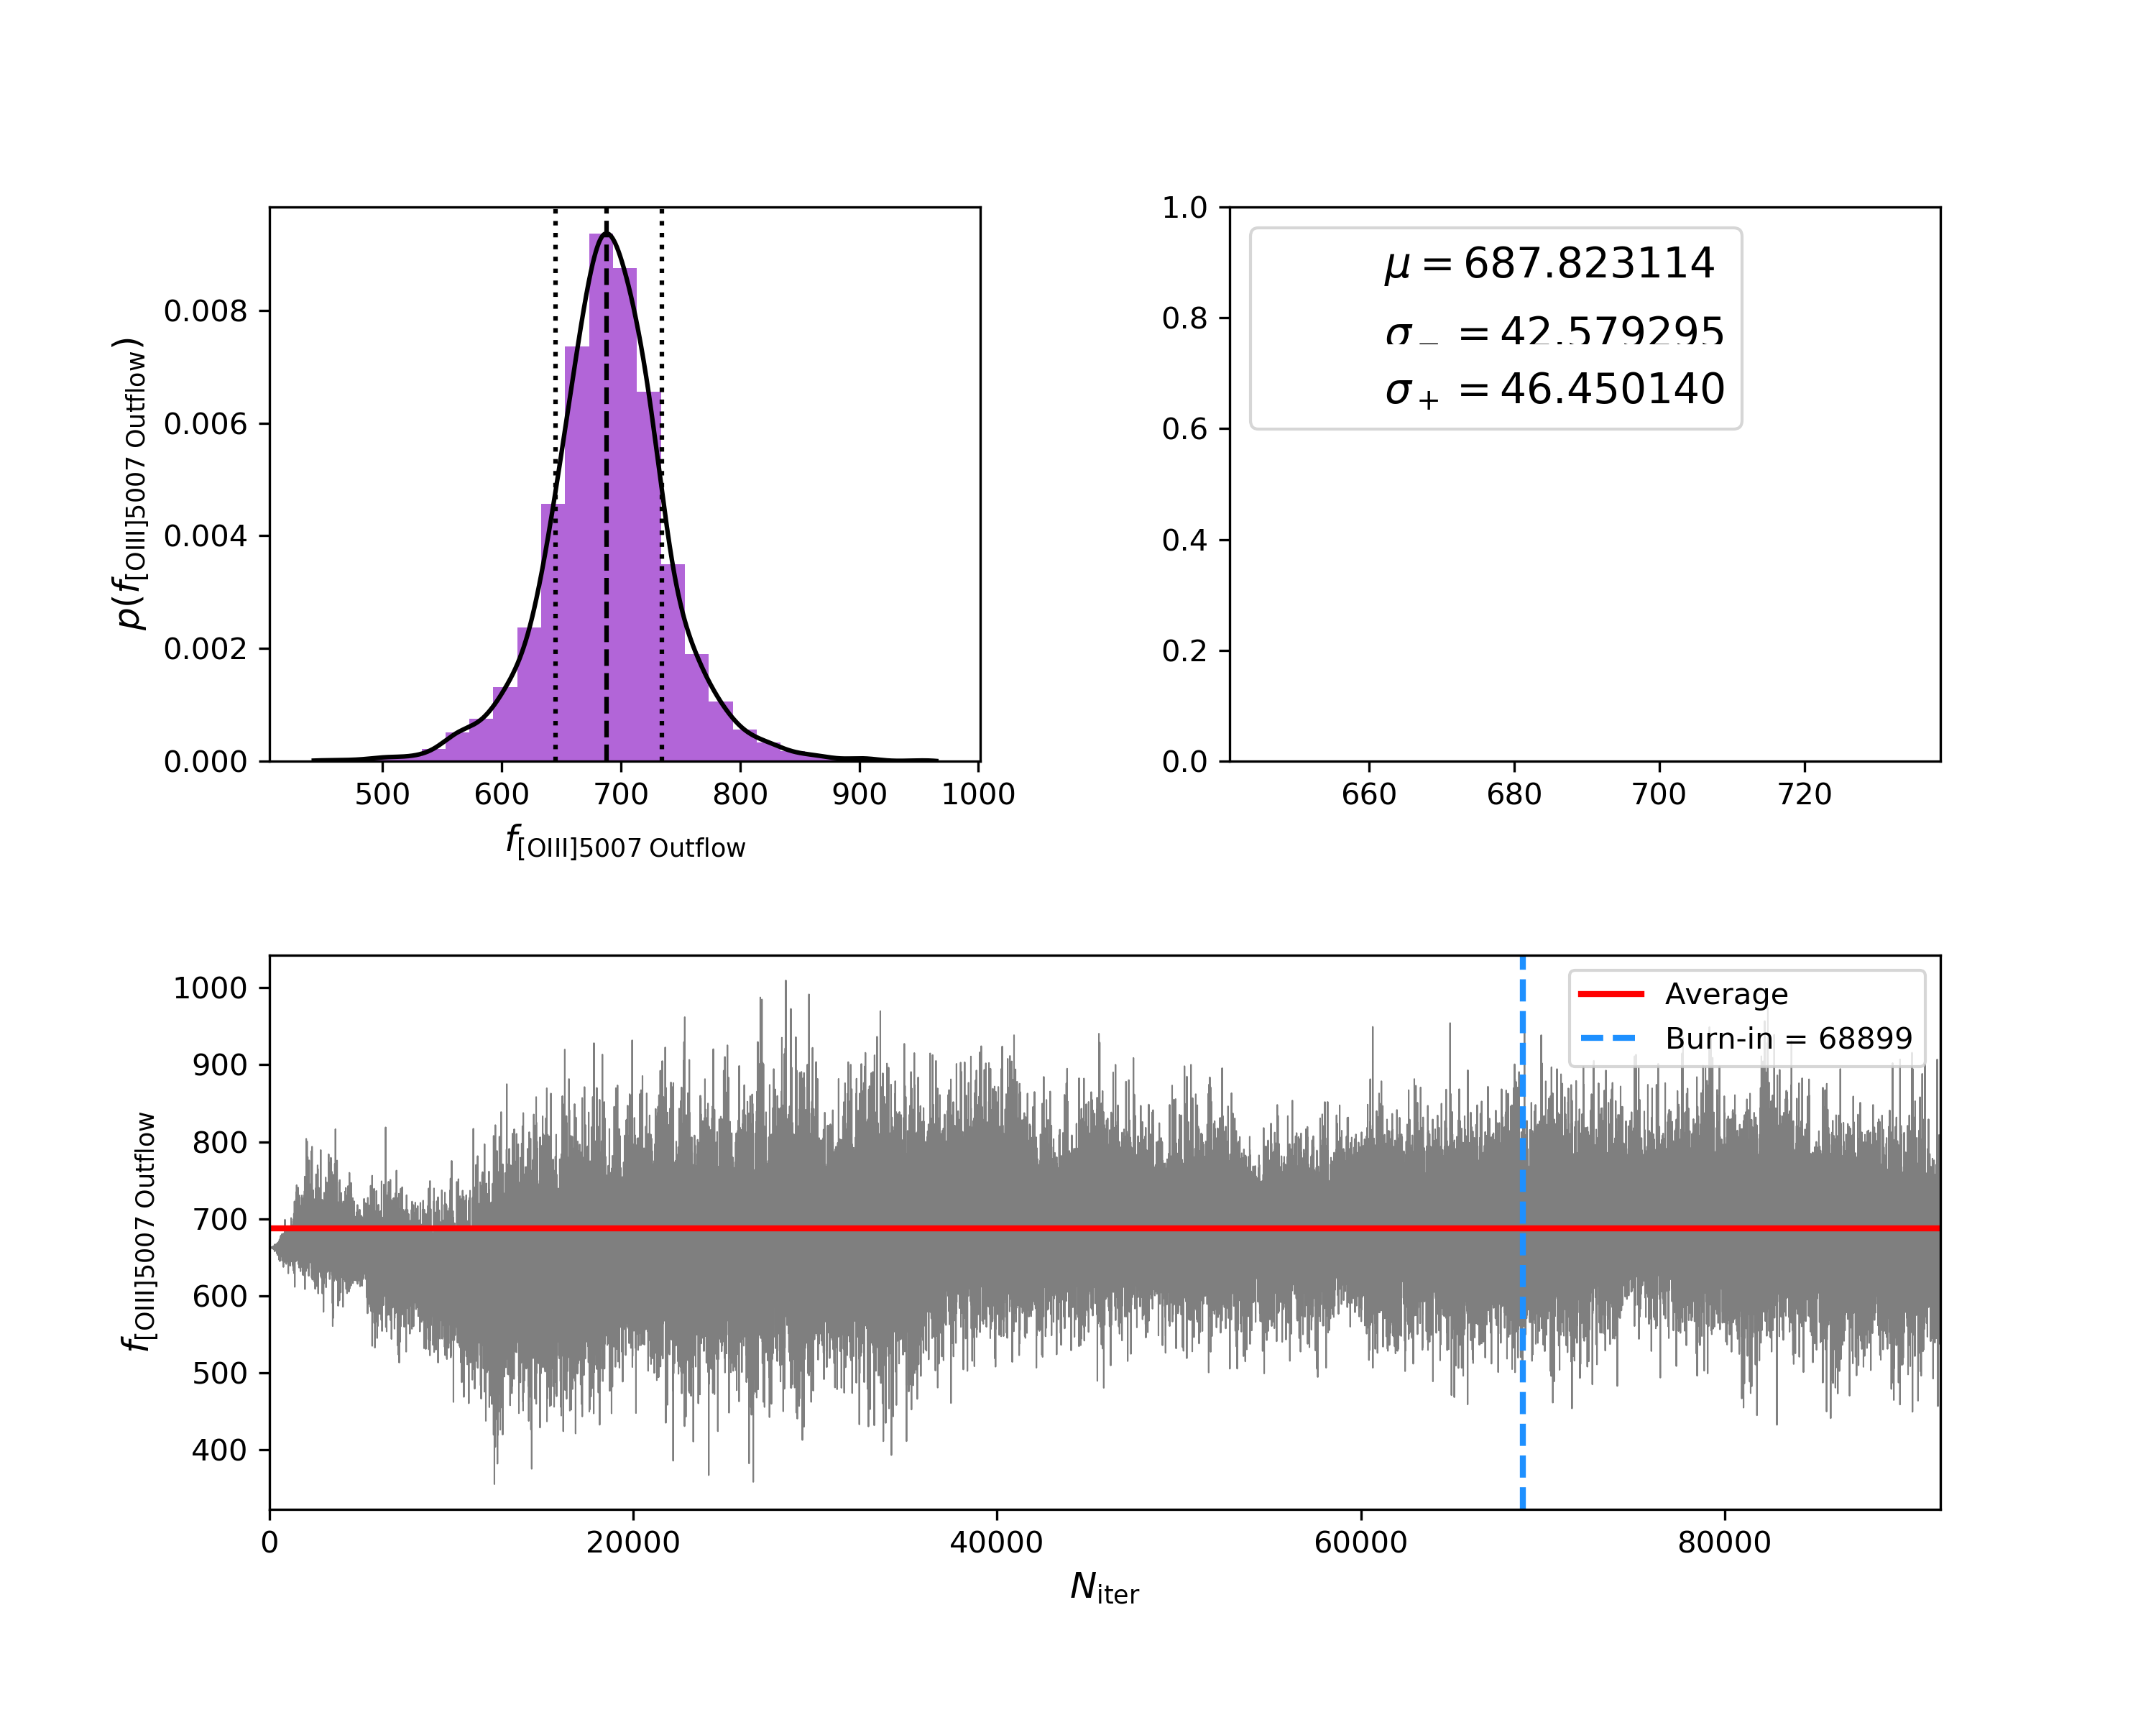 0.008
0.006
0.004
0.002
0.000
p(f[OIII]5007 Outflow)
500 600 700 800 900 1000
f[OIII]5007 Outflow
1.0
0.8
0.6
0.4
0.2
0.0
μ = 687.823114
σ− = 42.579295
σ+ = 46.450140
660 680 700 720
1000
900
800
700
600
500
400
f[OIII]5007 Outflow
Average
Burn-in = 68899
0 20000 40000 60000 80000
Niter